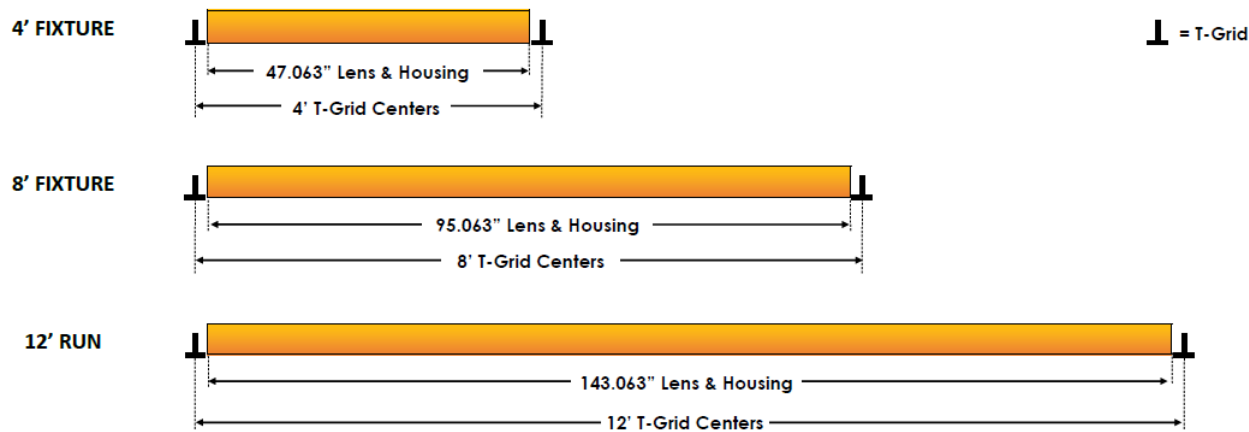 4’ FIXTURE
= T-Grid
47.063” Lens & Housing
4’ T-Grid Centers
8’ FIXTURE
95.063” Lens & Housing
8’ T-Grid Centers
12’ RUN
143.063” Lens & Housing
12’ T-Grid Centers